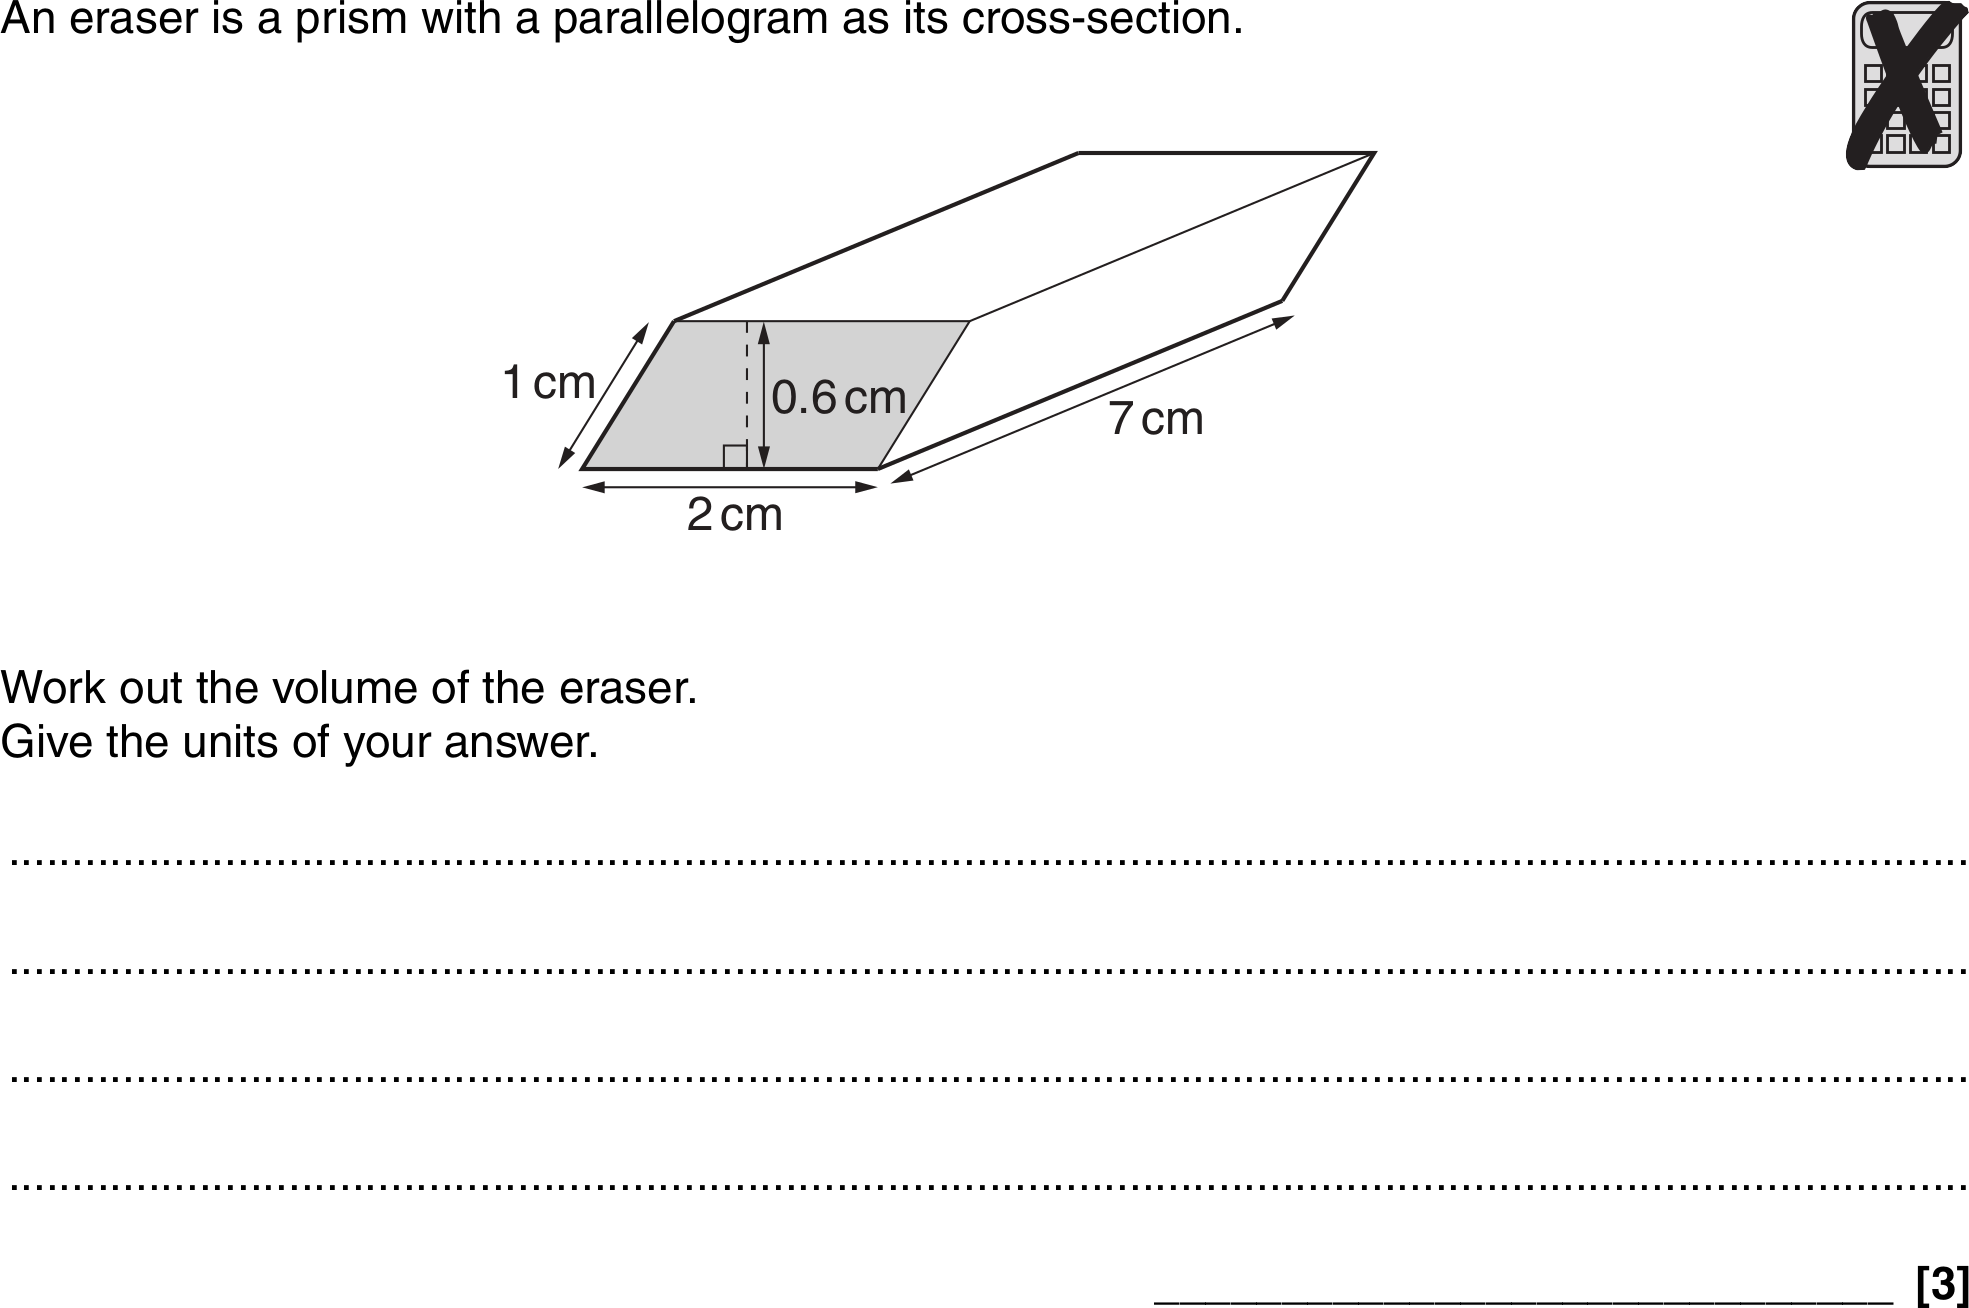 An eraser is a prism with a parallelogram as its cross-section.
1 cm
0.6 cm
7 cm
2 cm
Work out the volume of the eraser.
Give the units of your answer.
[3]